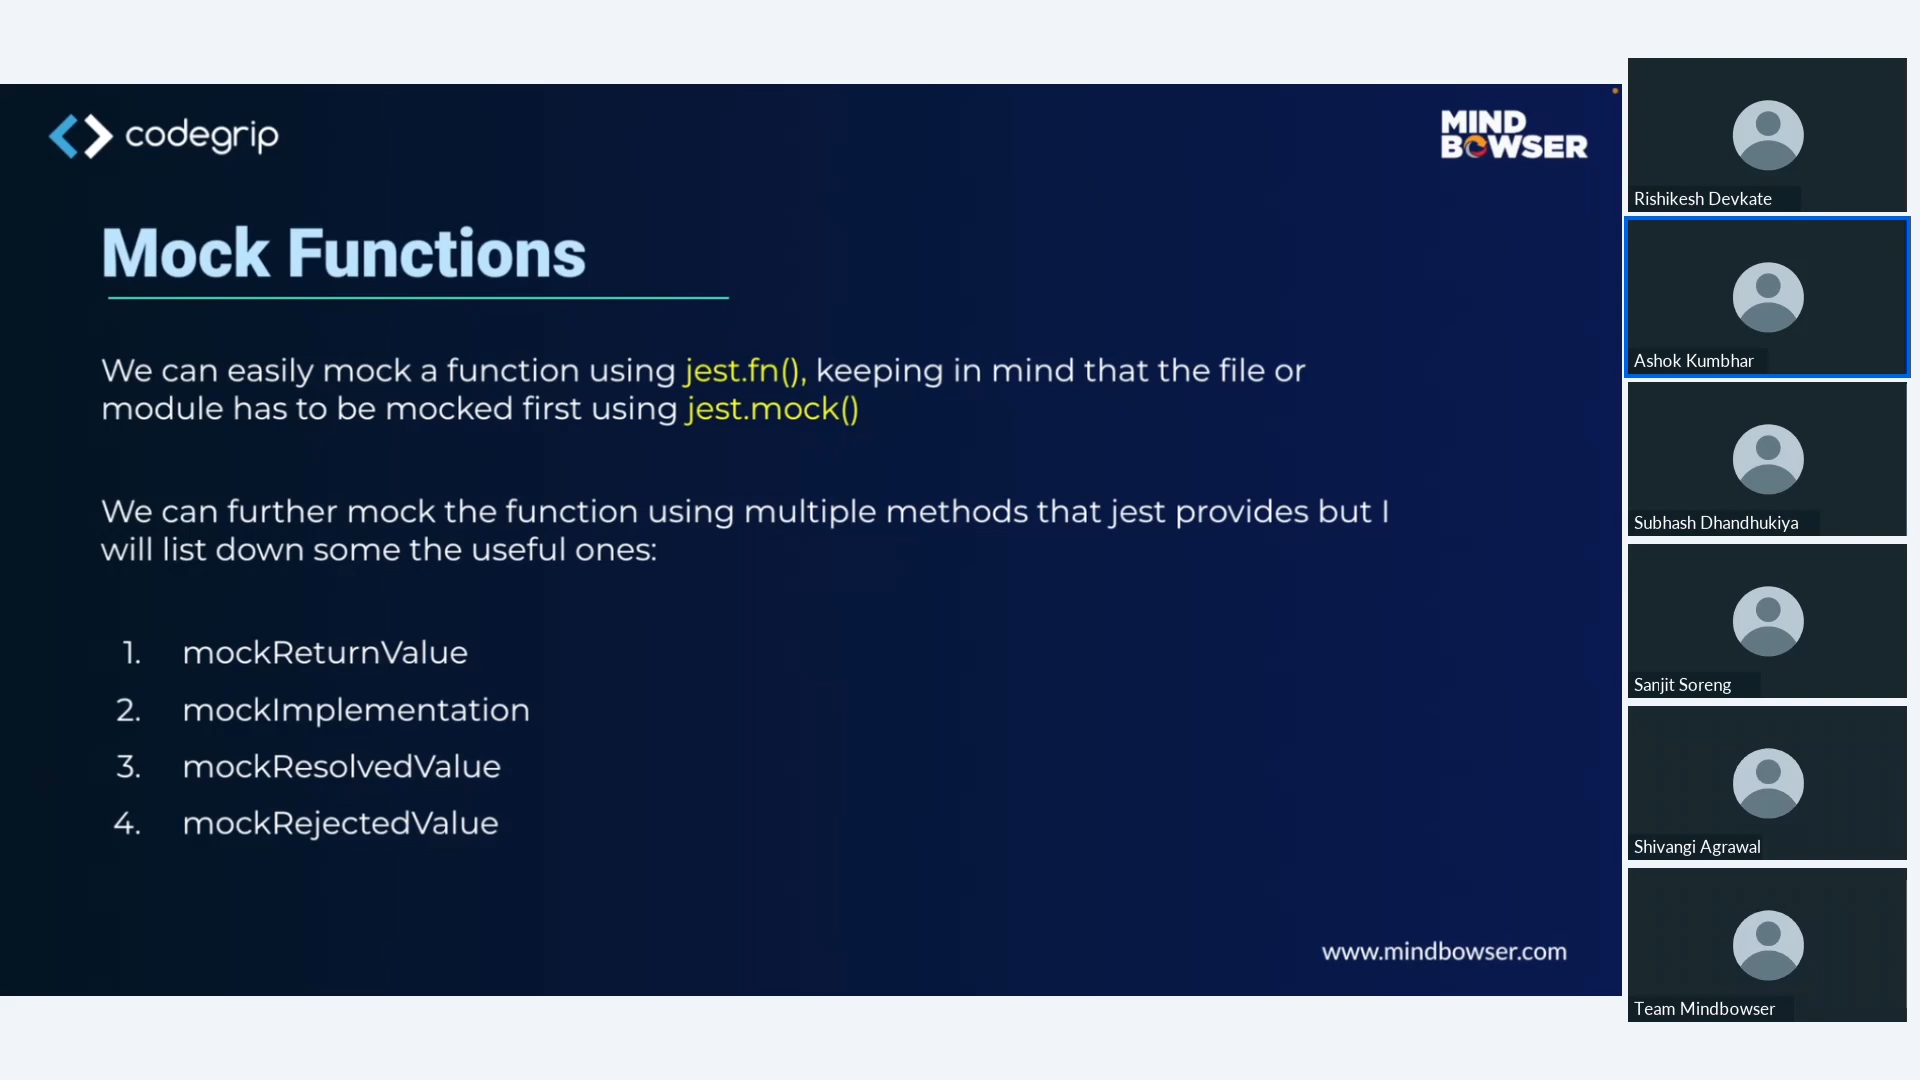 codegrip
MIND
BOWSER
Mock Functions
We can easily mock a function using jest.fn(), keeping in mind that the file or
module has to be mocked first using jest.mock()
We can further mock the function using multiple methods that jest provides but I
will list down some the useful ones:
1. mockReturnValue
2. mockImplementation
3. mockResolvedValue
4. mockRejectedValue
www.mindbowser.com
Rishikesh Devkate
Ashok Kumbhar
Subhash Dhandhukiya
Sanjit Soreng
Shivangi Agrawal
Team Mindbowser